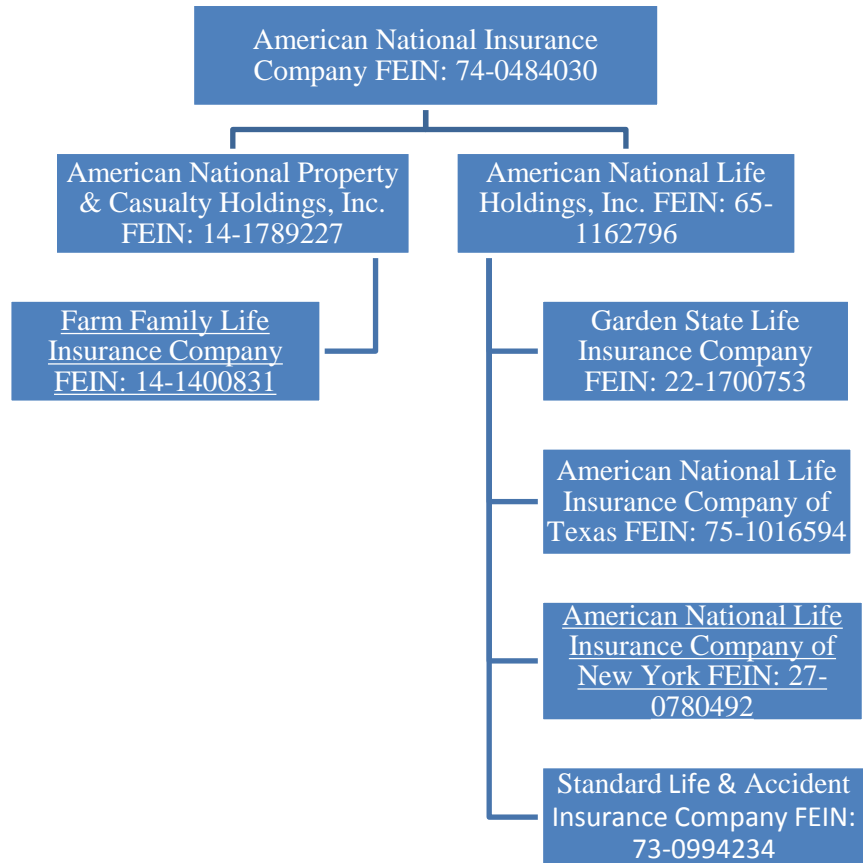 American National Insurance
Company FEIN: 74-0484030
American National Property
& Casualty Holdings, Inc.
FEIN: 14-1789227
American National Life
Holdings, Inc. FEIN: 65-
1162796
Farm Family Life
Insurance Company
FEIN: 14-1400831
Garden State Life
Insurance Company
FEIN: 22-1700753
American National Life
Insurance Company of
Texas FEIN: 75-1016594
American National Life
Insurance Company of
New York FEIN: 27-
0780492
Standard Life & Accident
Insurance Company FEIN:
73-0994234